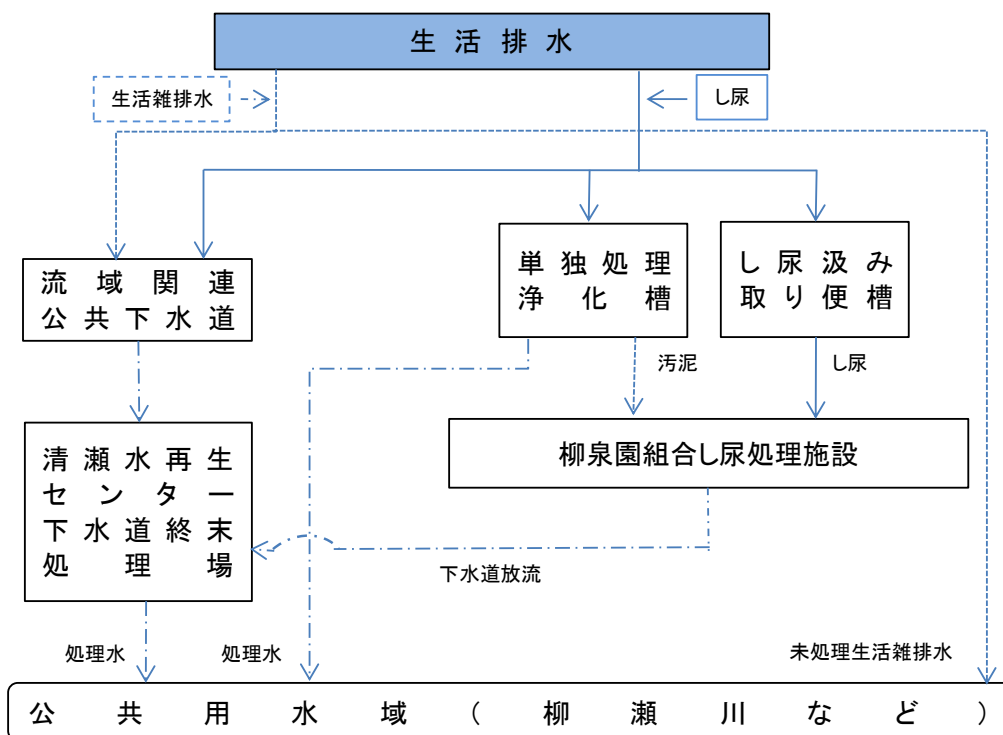 生活排水
生活雑排水
し尿
流域関連
公共下水道
単独処理
浄化槽
し尿汲み
取り便槽
汚泥
し尿
清瀬水再生
センター
下水道終末
処理場
柳泉園組合し尿処理施設
下水道放流
処理水
処理水
未処理生活雑排水
公共用水域(柳瀬川など)